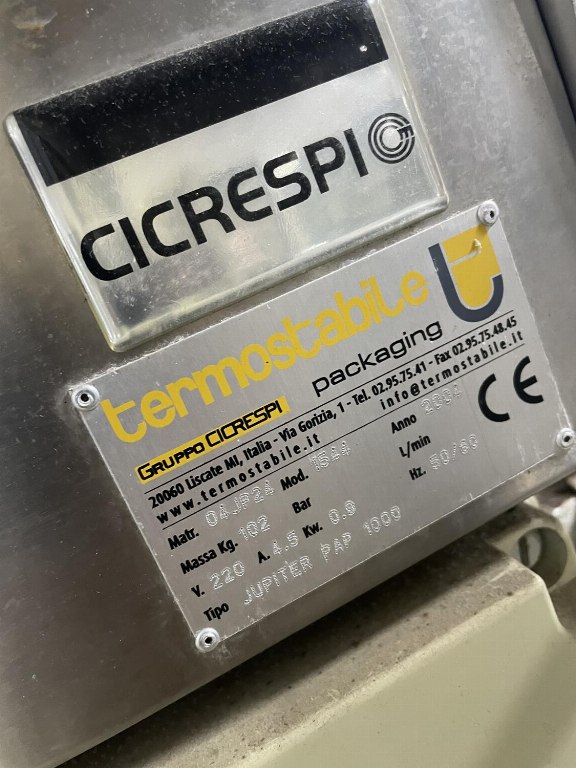 CICRESPI
termostabile
packaging
GRUPPO CICRESPI
20060 Liscate MI, Italia - Via Gorizia, 1 - Tel. 02.95.75.41 - Fax 02.95.75.48.45
www.termostabile.it info@termostabile.it
Matr. 04JP24 Mod. 1544 Anno 2004
Massa Kg. 102 Bar L/min
V. 220 A. 4.5 Kw. 0.9 Hz. 50/60
Tipo JUPITER PAP 1000
CE